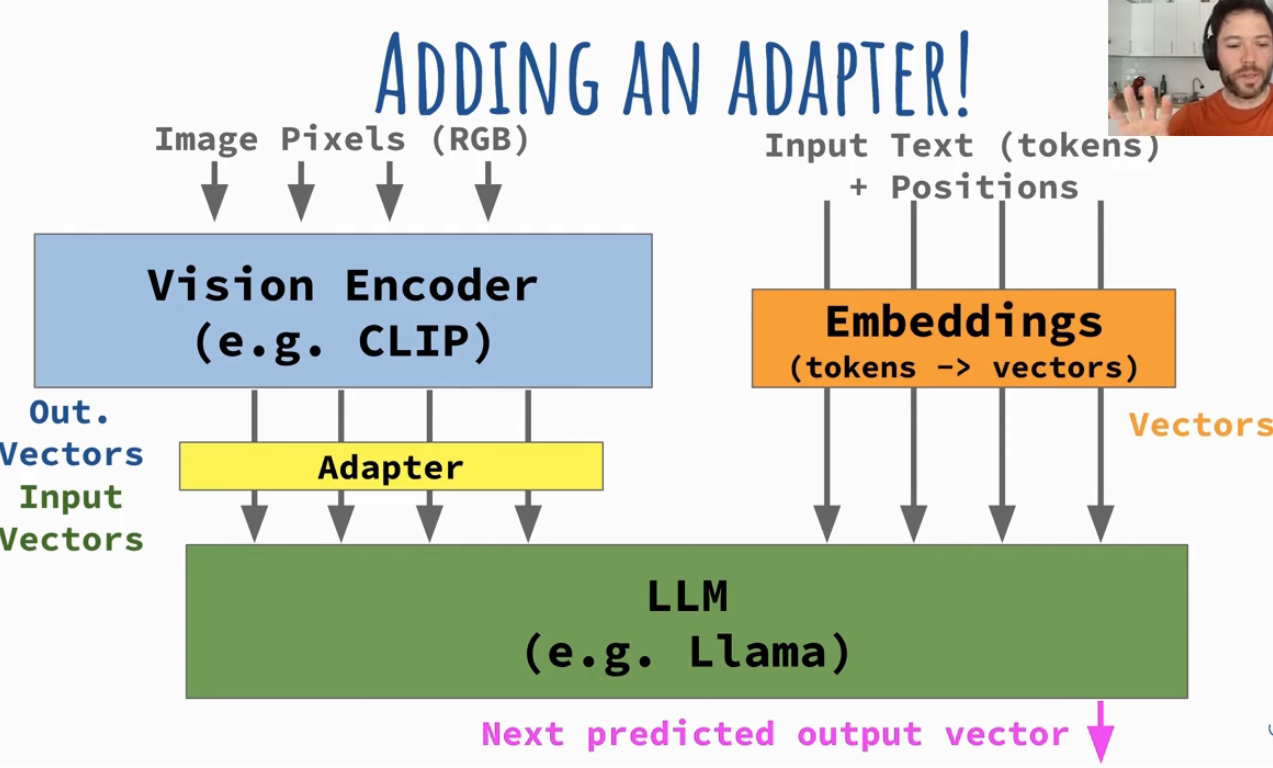 ADDING AN ADAPTER!
Image Pixels (RGB)
Input Text (tokens)
+ Positions
Vision Encoder
(e.g. CLIP)
Embeddings
(tokens -> vectors)
Out.
Vectors
Vectors
Adapter
Input
Vectors
LLM
(e.g. Llama)
Next predicted output vector